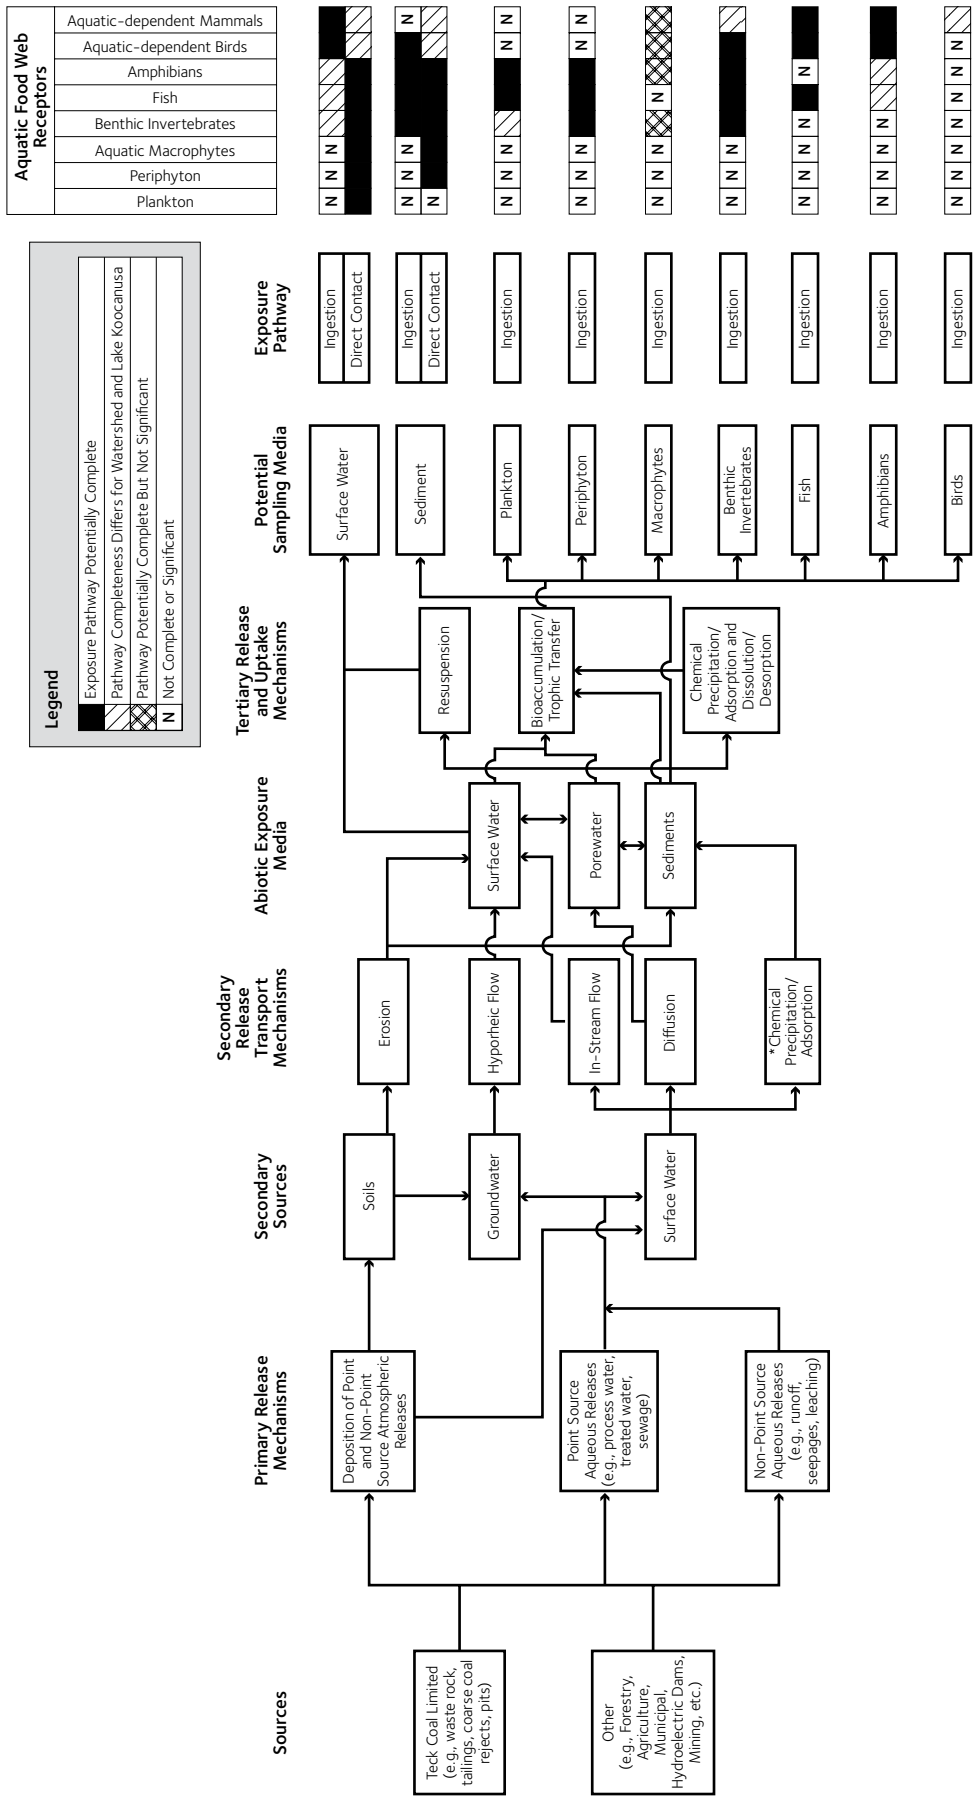 Legend
Exposure Pathway Potentially Complete
Pathway Completeness Differs for Watershed and Lake Koocanusa
Pathway Potentially Complete But Not Significant
N Not Complete or Significant
Sources
Teck Coal Limited
(e.g., waste rock,
tailings, coarse coal
rejects, pits)
Other
(e.g., Forestry,
Agriculture,
Municipal,
Hydroelectric Dams,
Mining, etc.)
Primary Release
Mechanisms
Deposition of Point
and Non-Point
Source Atmospheric
Releases
Point Source
Aqueous Releases
(e.g., process water,
treated water,
sewage)
Non-Point Source
Aqueous Releases
(e.g., runoff,
seepages, leaching)
Secondary
Sources
Soils
Groundwater
Surface Water
Secondary
Release
Transport
Mechanisms
Erosion
Hyporheic Flow
In-Stream Flow
Diffusion
*Chemical
Precipitation/
Adsorption
Abiotic Exposure
Media
Surface Water
Porewater
Sediments
Tertiary Release
and Uptake
Mechanisms
Resuspension
Bioaccumulation/
Trophic Transfer
Chemical
Precipitation/
Adsorption and
Dissolution/
Desorption
Potential
Sampling Media
Surface Water
Sediment
Plankton
Periphyton
Macrophytes
Benthic
Invertebrates
Fish
Amphibians
Birds
Exposure
Pathway
Ingestion
Direct Contact
Ingestion
Direct Contact
Ingestion
Ingestion
Ingestion
Ingestion
Ingestion
Ingestion
Ingestion
Aquatic Food Web
Receptors
Aquatic-dependent Mammals N N N
Aquatic-dependent Birds N N N
Amphibians N N
Fish N N
Benthic Invertebrates N N N
Aquatic Macrophytes N N N N N N N N N
Periphyton N N N N N N N N N
Plankton N N N N N N N N N N